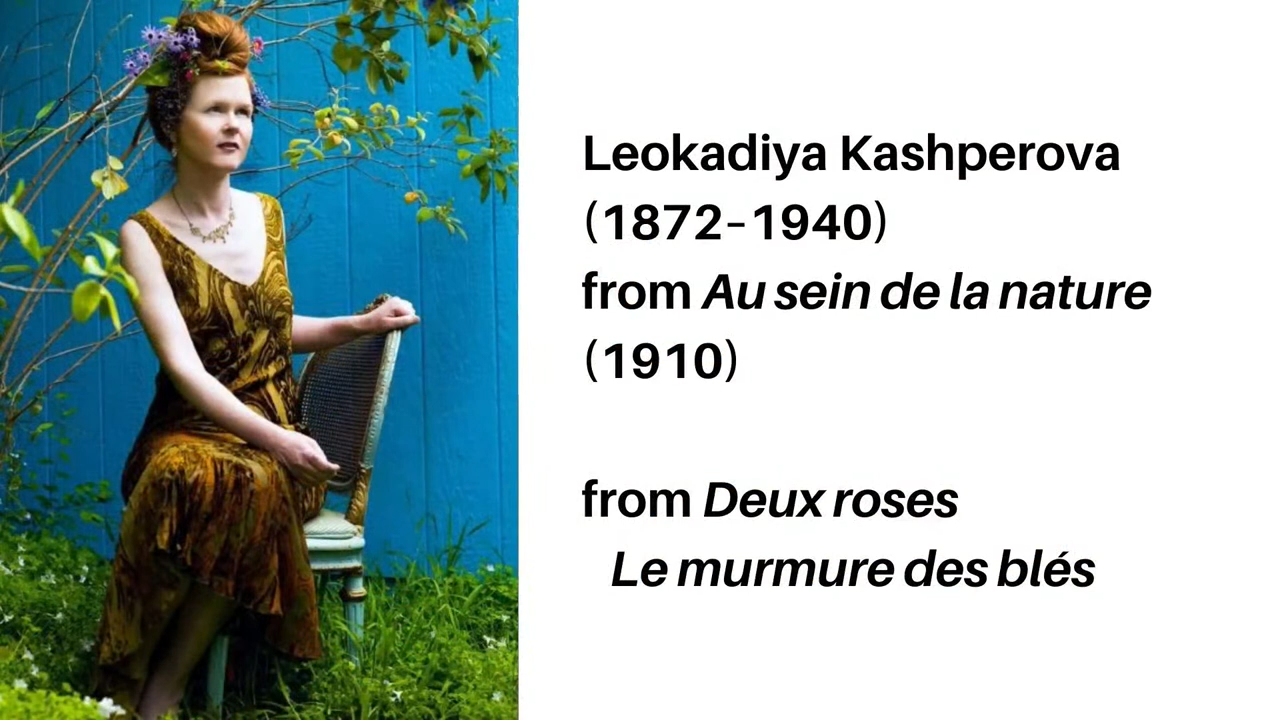 Leokadiya Kashperova
(1872–1940)
from Au sein de la nature
(1910)
from Deux roses
Le murmure des blés